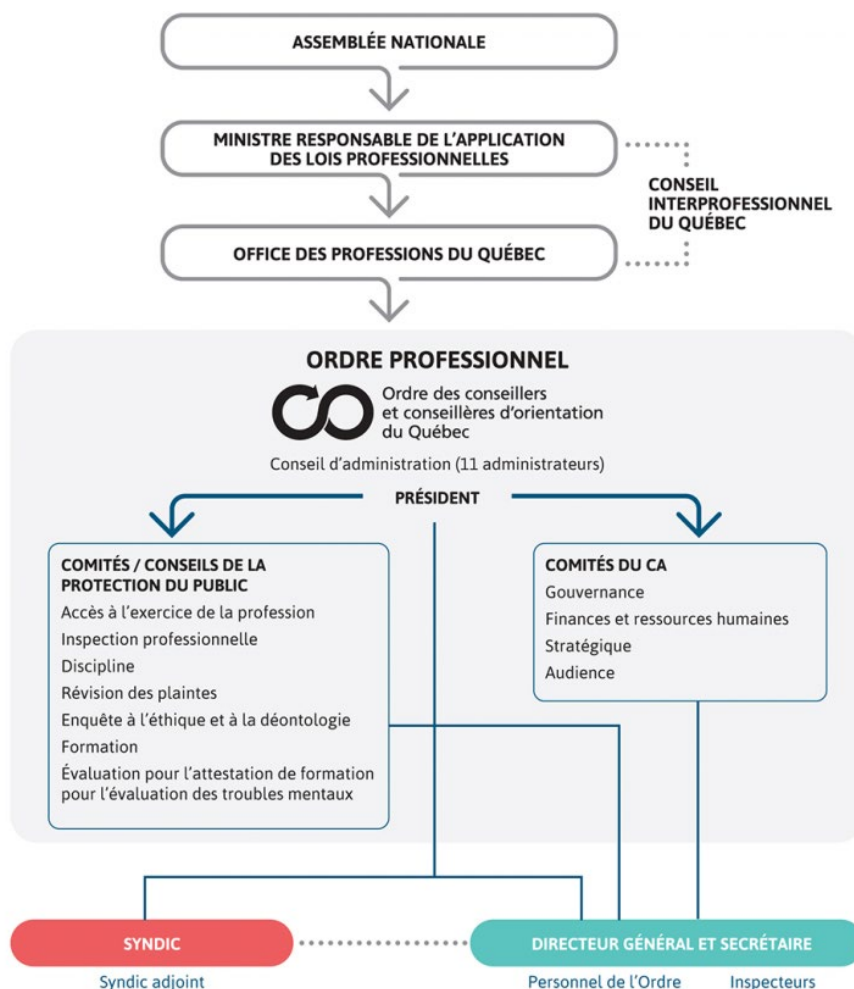 ASSEMBLÉE NATIONALE
MINISTRE RESPONSABLE DE L'APPLICATION
DES LOIS PROFESSIONNELLES
CONSEIL
INTERPROFESSIONNEL
DU QUÉBEC
OFFICE DES PROFESSIONS DU QUÉBEC
ORDRE PROFESSIONNEL
Ordre des conseillers
et conseillères d'orientation
du Québec
Conseil d'administration (11 administrateurs)
PRÉSIDENT
COMITÉS / CONSEILS DE LA
PROTECTION DU PUBLIC
Accès à l'exercice de la profession
Inspection professionnelle
Discipline
Révision des plaintes
Enquête à l'éthique et à la déontologie
Formation
Évaluation pour l'attestation de formation
pour l'évaluation des troubles mentaux
COMITÉS DU CA
Gouvernance
Finances et ressources humaines
Stratégique
Audience
SYNDIC
Syndic adjoint
DIRECTEUR GÉNÉRAL ET SECRÉTAIRE
Personnel de l'Ordre
Inspecteurs